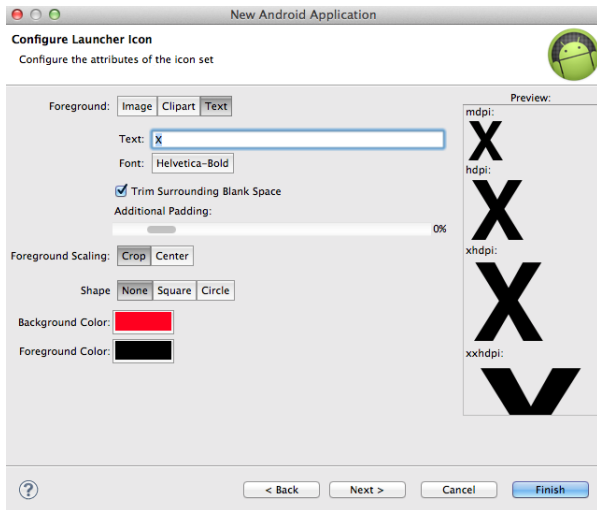 New Android Application
Configure Launcher Icon
Configure the attributes of the icon set
Foreground: Image Clipart Text
Text: X
Font: Helvetica-Bold
Trim Surrounding Blank Space
Additional Padding:
0%
Foreground Scaling: Crop Center
Shape None Square Circle
Background Color:
Foreground Color:
Preview:
mdpi:
X
hdpi:
X
xhdpi:
X
xxhdpi:
X
? < Back Next > Cancel Finish